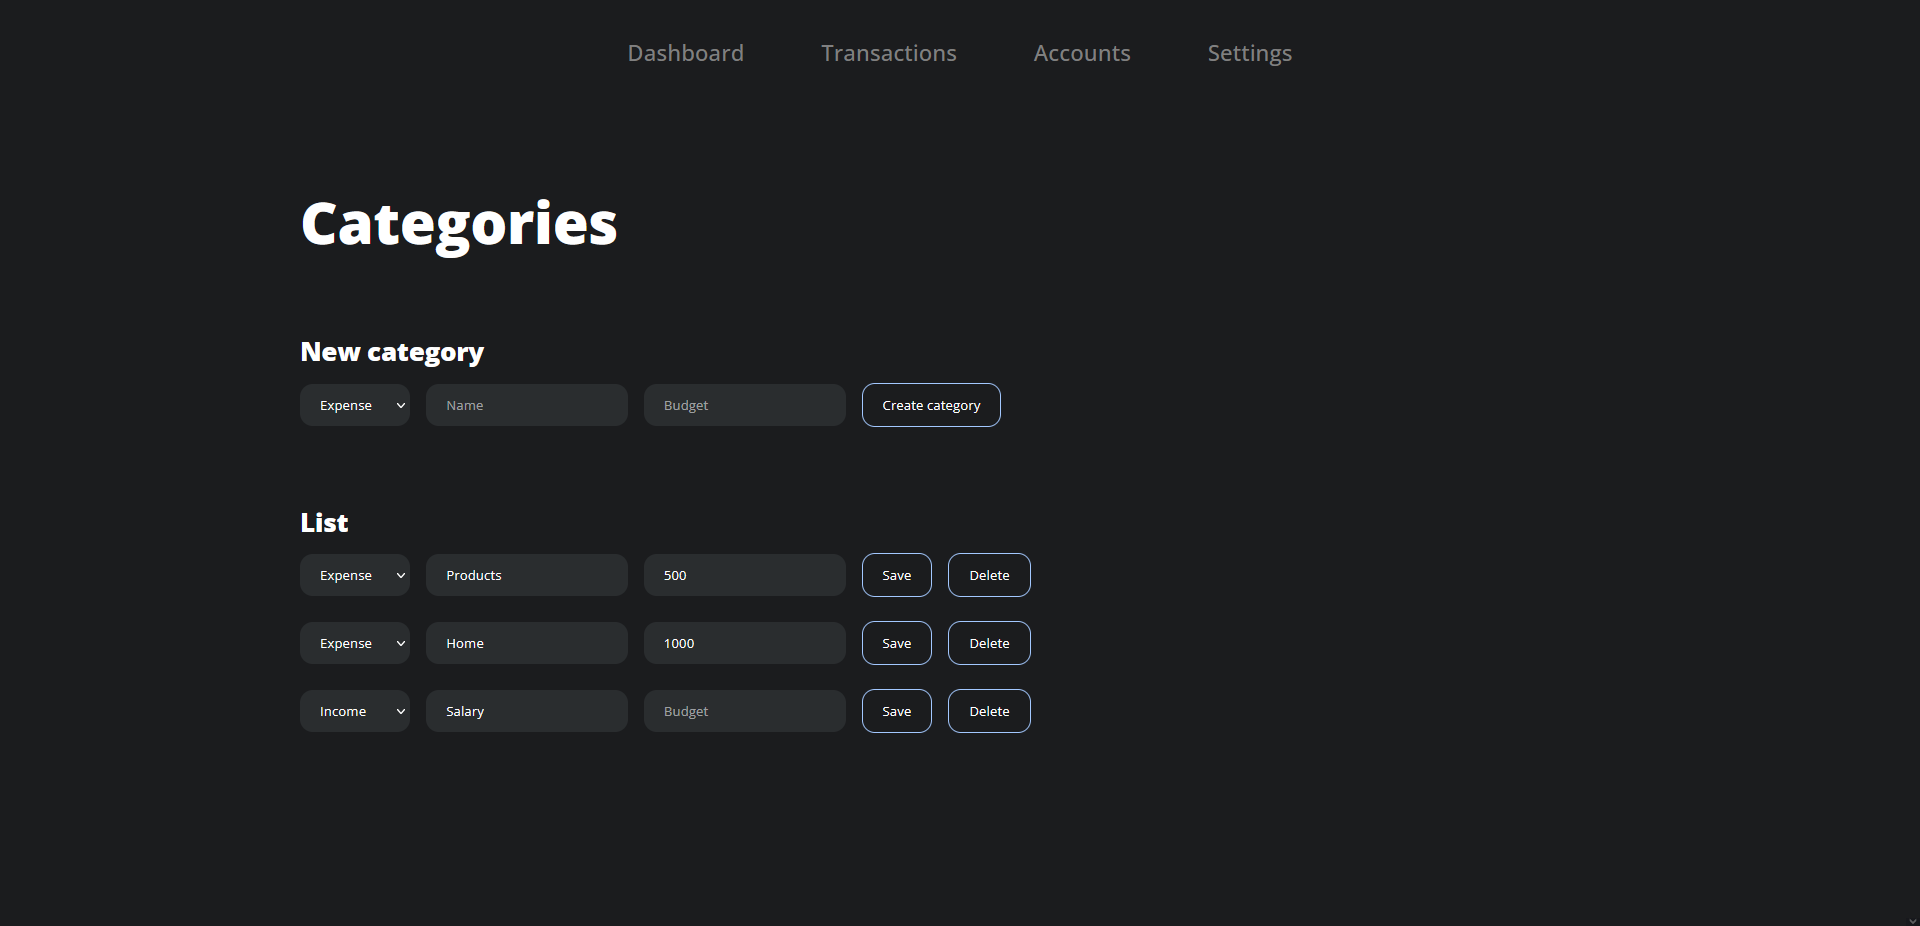 Dashboard Transactions Accounts Settings
Categories
New category
Expense Name Budget Create category
List
Expense Products 500 Save Delete
Expense Home 1000 Save Delete
Income Salary Budget Save Delete